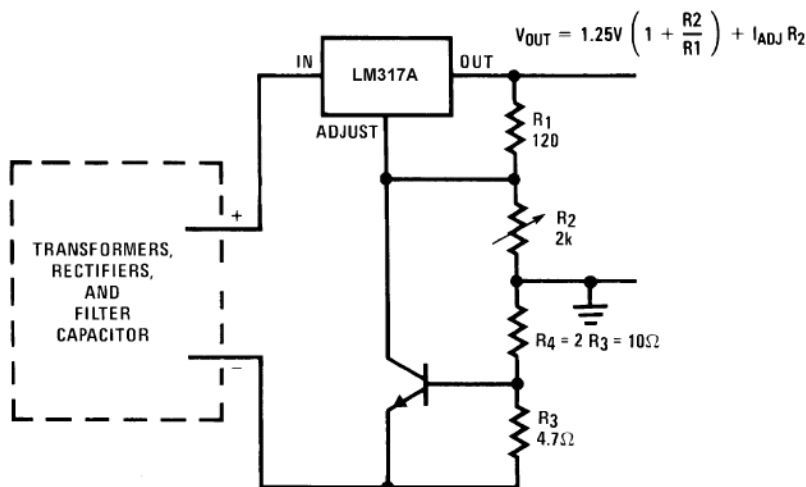 V_OUT = 1.25V ( 1 + R2/R1 ) + I_ADJ R2
IN
LM317A
OUT
ADJUST
R1
120
+
R2
2k
TRANSFORMERS,
RECTIFIERS,
AND
FILTER
CAPACITOR
R4 = 2 R3 = 10Ω
−
R3
4.7Ω